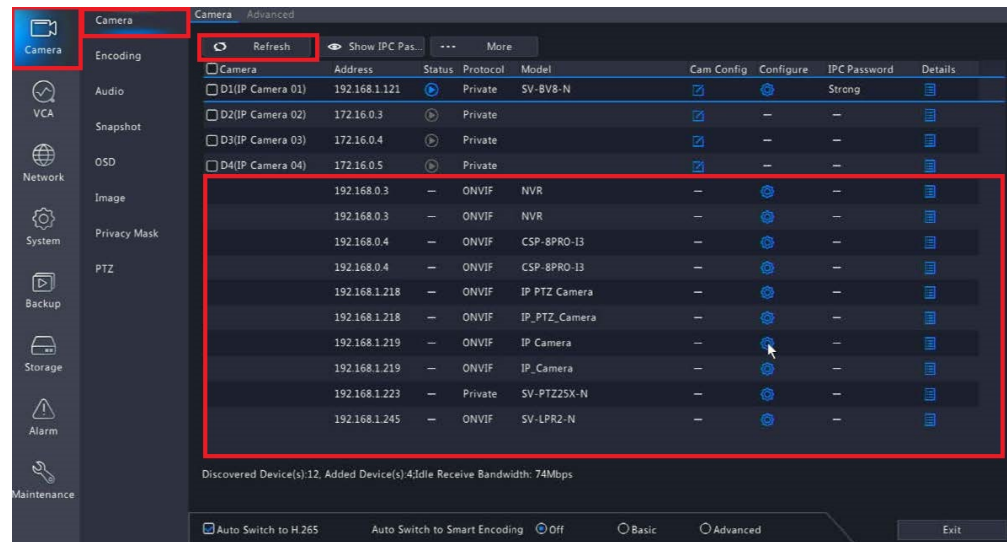 Camera
VCA
Network
System
Backup
Storage
Alarm
Maintenance
Camera
Encoding
Audio
Snapshot
OSD
Image
Privacy Mask
PTZ
Camera Advanced
Refresh Show IPC Pas... ... More
Camera Address Status Protocol Model Cam Config Configure IPC Password Details
D1(IP Camera 01) 192.168.1.121 Private SV-BV8-N Strong
D2(IP Camera 02) 172.16.0.3 Private — —
D3(IP Camera 03) 172.16.0.4 Private — —
D4(IP Camera 04) 172.16.0.5 Private — —
192.168.0.3 — ONVIF NVR — —
192.168.0.3 — ONVIF NVR — —
192.168.0.4 — ONVIF CSP-8PRO-I3 — —
192.168.0.4 — ONVIF CSP-8PRO-I3 — —
192.168.1.218 — ONVIF IP PTZ Camera — —
192.168.1.218 — ONVIF IP_PTZ_Camera — —
192.168.1.219 — ONVIF IP Camera — —
192.168.1.219 — ONVIF IP_Camera — —
192.168.1.223 — Private SV-PTZ25X-N — —
192.168.1.245 — ONVIF SV-LPR2-N — —
Discovered Device(s):12, Added Device(s):4;Idle Receive Bandwidth: 74Mbps
Auto Switch to H.265 Auto Switch to Smart Encoding Off Basic Advanced Exit